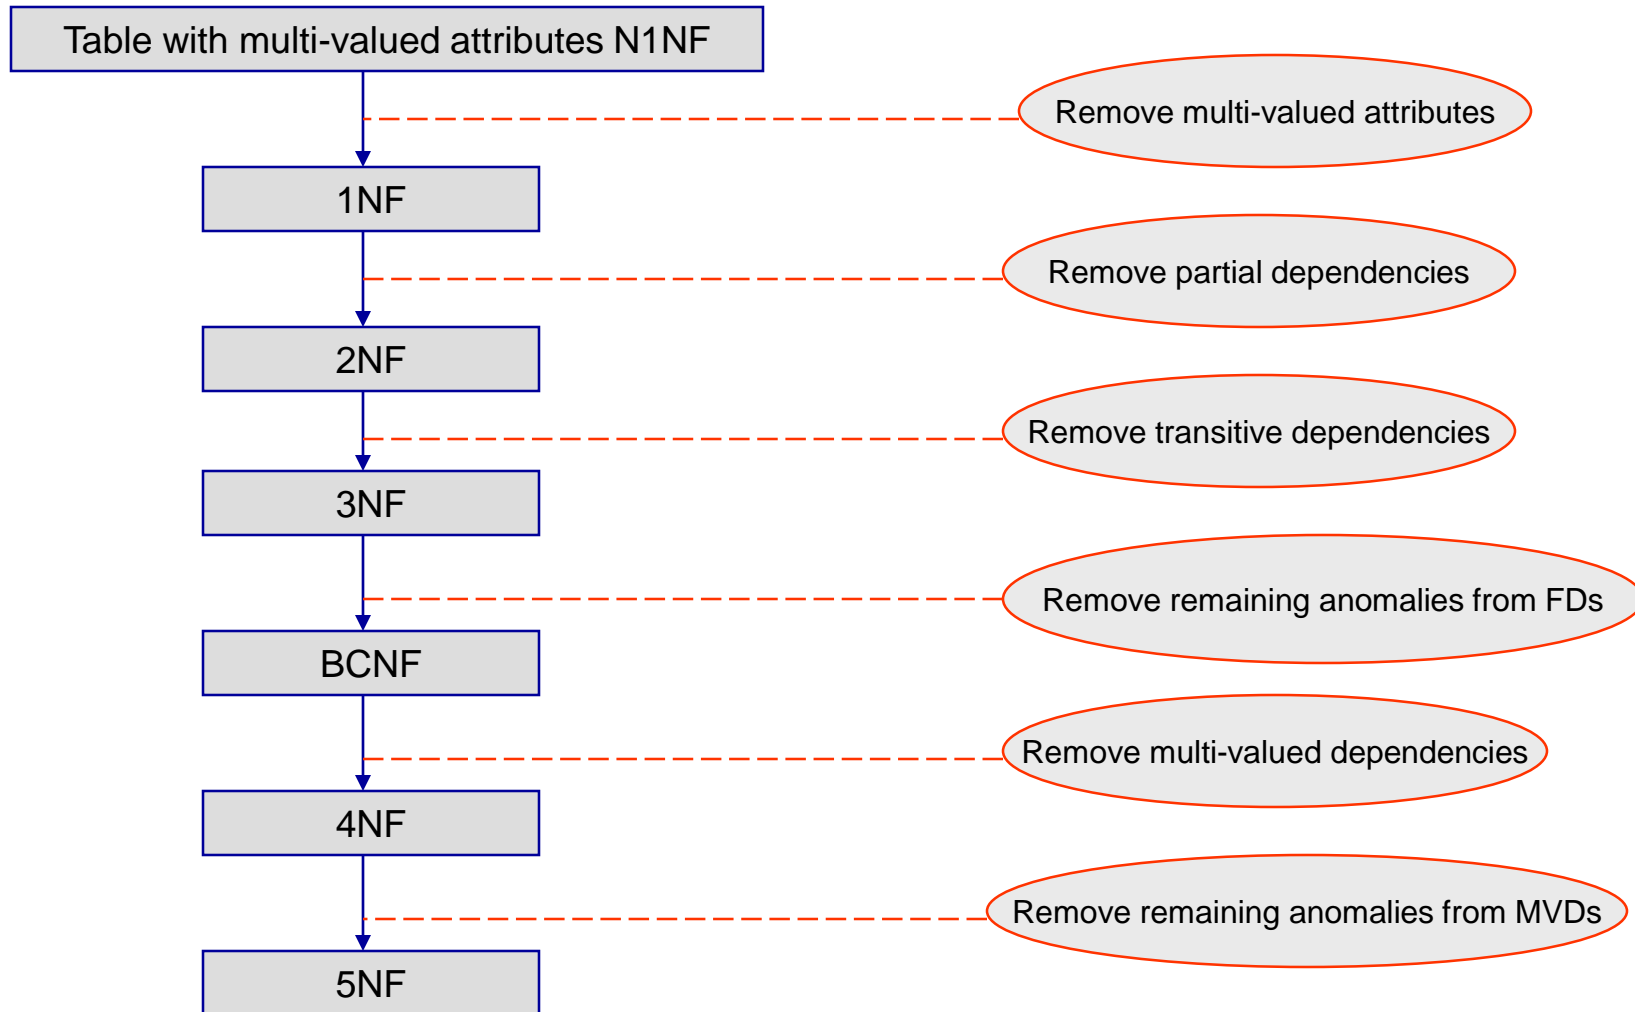 Table with multi-valued attributes N1NF
Remove multi-valued attributes
1NF
Remove partial dependencies
2NF
Remove transitive dependencies
3NF
Remove remaining anomalies from FDs
BCNF
Remove multi-valued dependencies
4NF
Remove remaining anomalies from MVDs
5NF